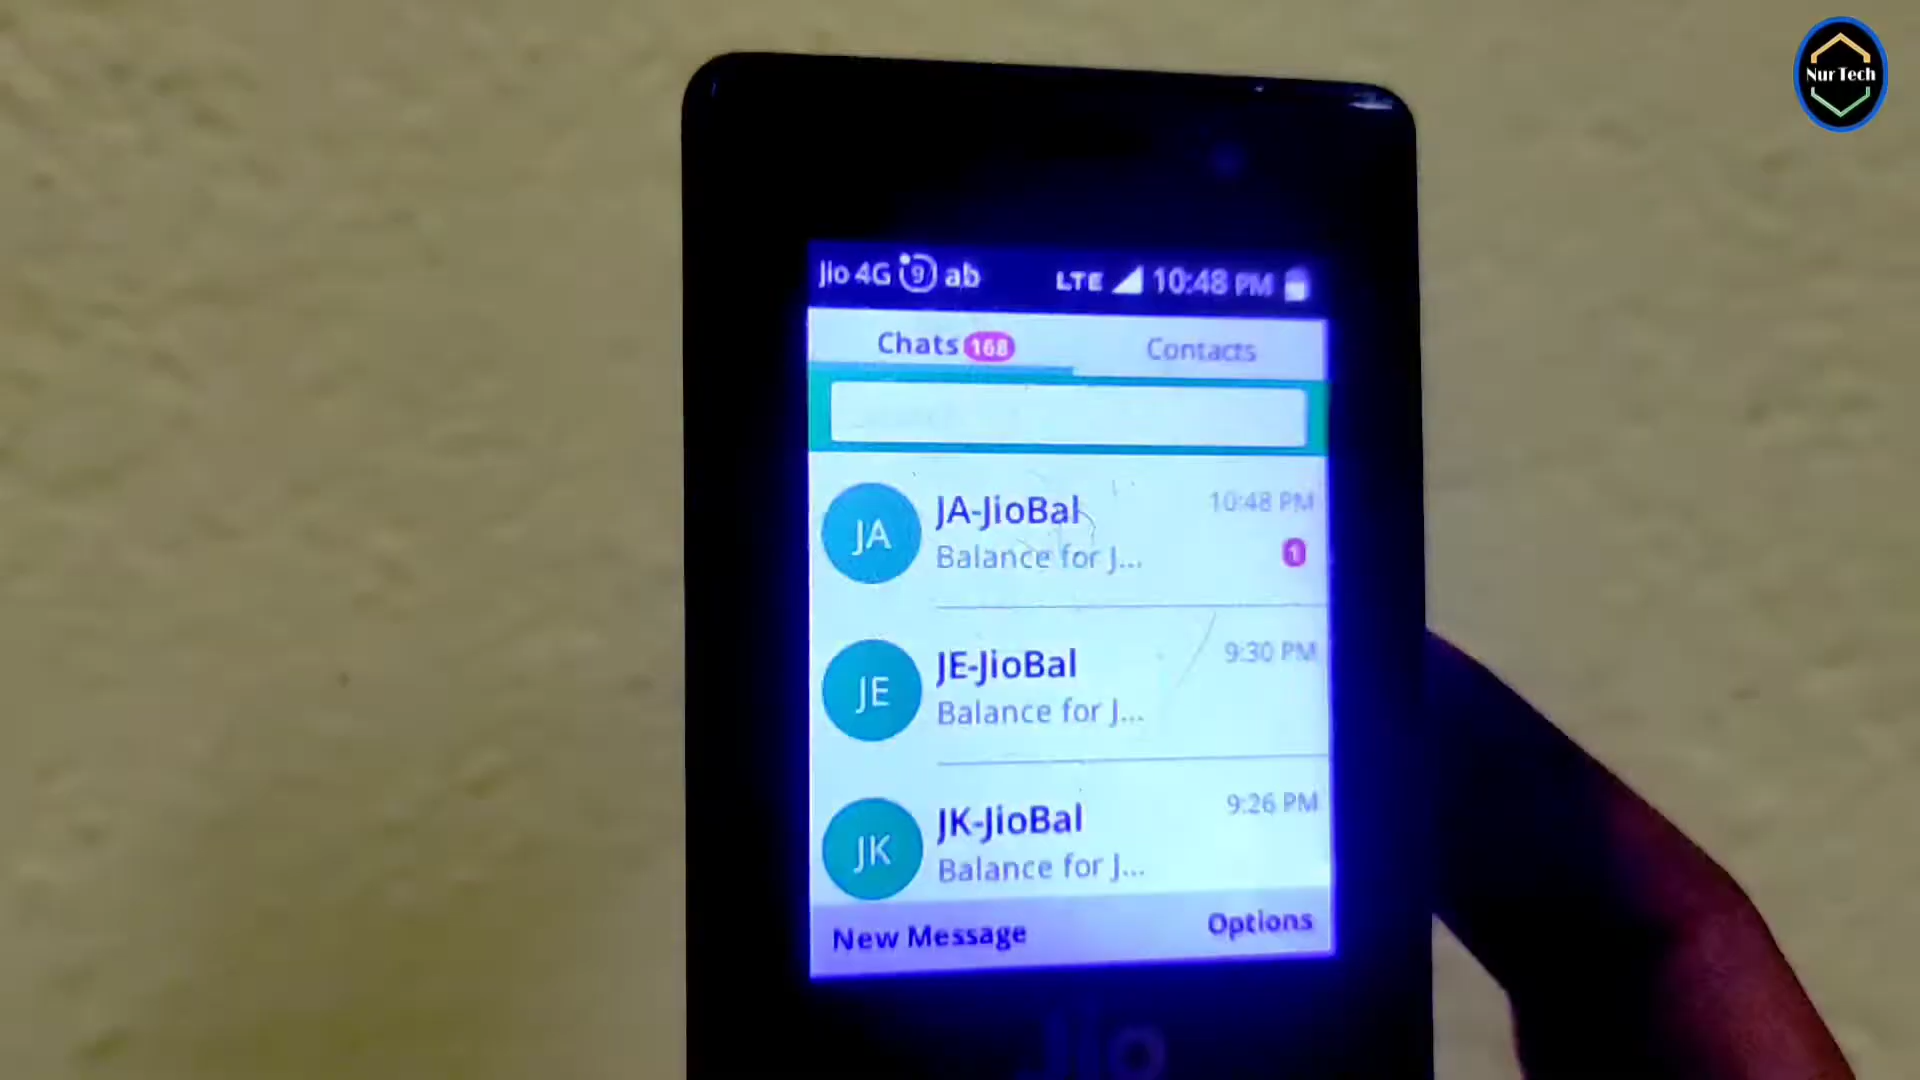 Nur Tech
Jio 4G 9 ab LTE 10:48 PM
Chats 168 Contacts
JA JA-JioBal 10:48 PM
Balance for J... 1
JE JE-JioBal 9:30 PM
Balance for J...
JK JK-JioBal 9:26 PM
Balance for J...
New Message Options
Jio